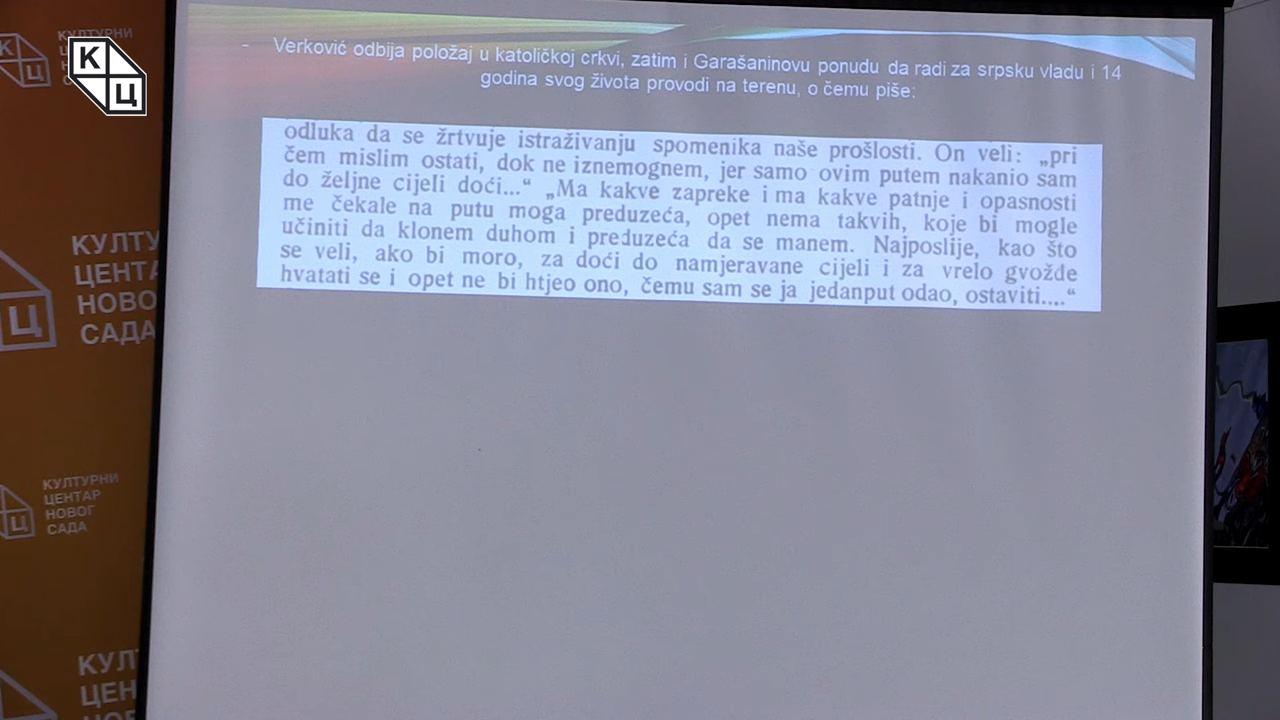 - Verković odbija položaj u katoličkoj crkvi, zatim i Garašaninovu ponudu da radi za srpsku vladu i 14
godina svog života provodi na terenu, o čemu piše:
odluka da se žrtvuje istraživanju spomenika naše prošlosti. On veli: „pri
čem mislim ostati, dok ne iznemognem, jer samo ovim putem nakanio sam
do željne cijeli doći...“ „Ma kakve zapreke i ma kakve patnje i opasnosti
me čekale na putu moga preduzeća, opet nema takvih, koje bi mogle
učiniti da klonem duhom i preduzeća da se manem. Najposlije, kao što
se veli, ako bi moro, za doći do namjeravane cijeli i za vrelo gvožđe
hvatati se i opet ne bi htjeo ono, čemu sam se ja jedanput odao, ostaviti....“
К
Ц
К
Ц
КУЛТУРНИ
КУЛТУ
ЦЕНТА
НОВО
САДА
Ц
КУЛТУРНИ
ЦЕНТАР
НОВОГ
САДА
Ц
КУЛ
ЦЕН
НО